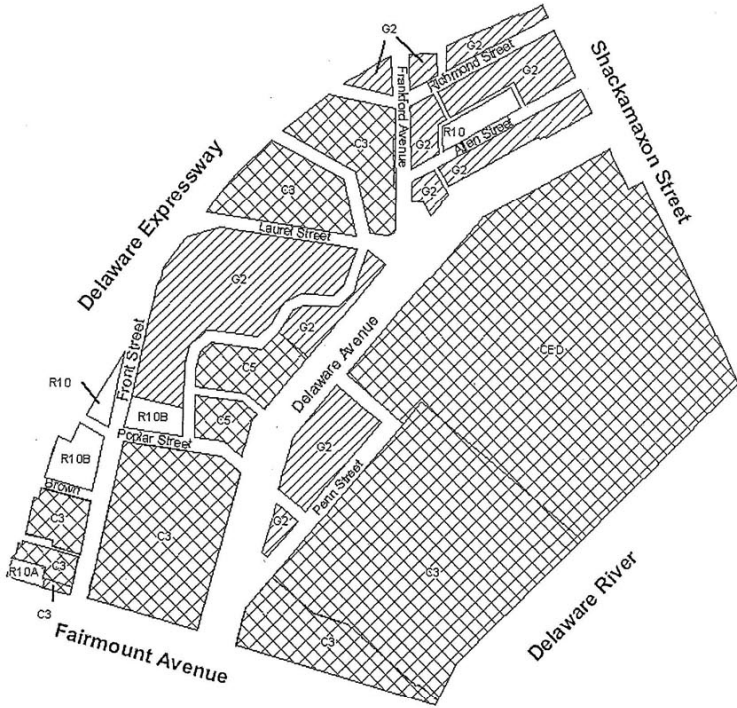 G2
G2
Richmond Street
G2
Shackamaxon Street
Frankford Avenue
R10
Allen Street
G2
G2
G2
C3
Delaware Expressway
C3
Laurel Street
G2
G2
CED
Delaware Avenue
Front Street
C5
R10
R10B
C5
Poplar Street
G2
R10B
Penn Street
Brown
C3
C3
G2
C3
C3
R10A
C3
C3
Delaware River
Fairmount Avenue